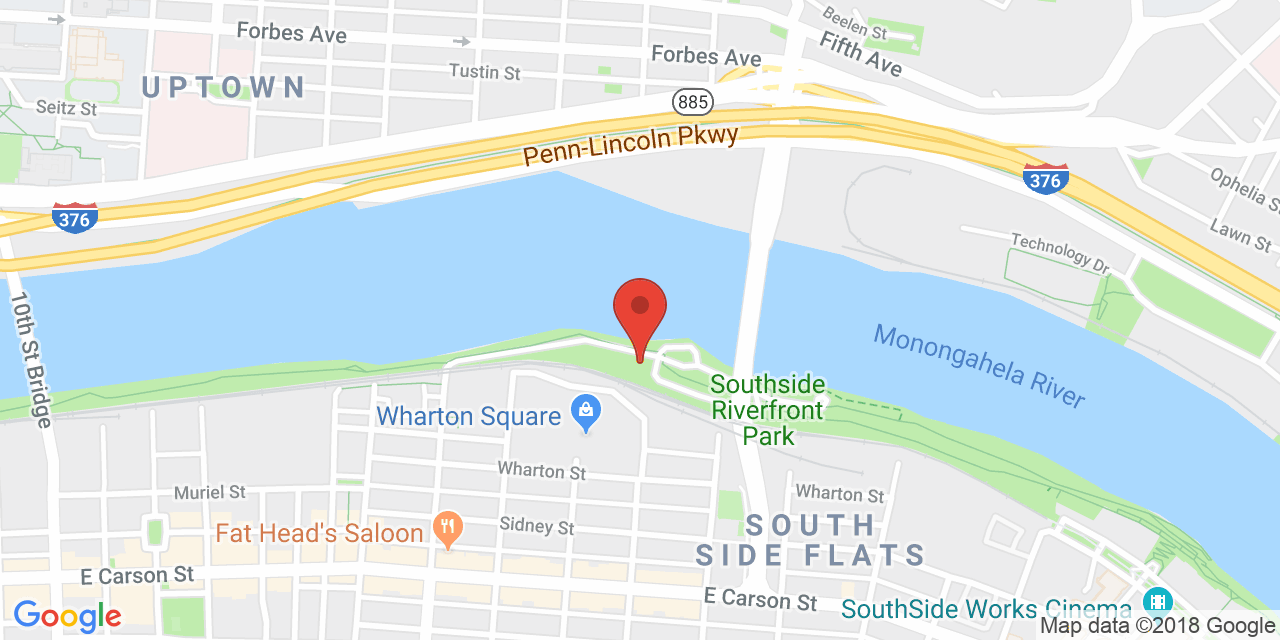 Beelen St
Forbes Ave
Forbes Ave
Fifth Ave
Tustin St
UPTOWN
Seitz St
885
Penn-Lincoln Pkwy
376
376
Ophelia S
Lawn St
Technology Dr
10th St Bridge
Monongahela River
Southside
Riverfront
Park
Wharton Square
Wharton St
Muriel St
Wharton St
Fat Head's Saloon
Sidney St
SOUTH
SIDE FLATS
E Carson St
E Carson St
SouthSide Works Cinema
Google
Map data ©2018 Google